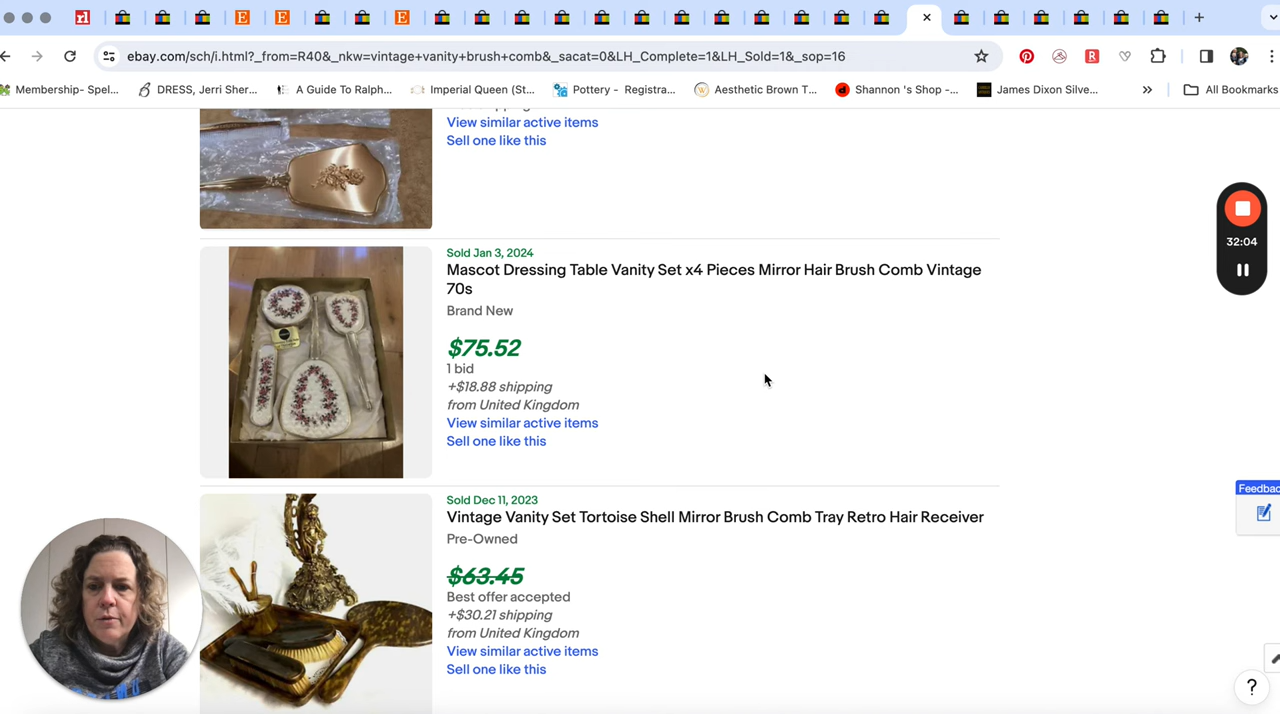 ebay.com/sch/i.html?_from=R40&_nkw=vintage+vanity+brush+comb&_sacat=0&LH_Complete=1&LH_Sold=1&_sop=16
Membership- Spel...
DRESS, Jerri Sher...
A Guide To Ralph...
Imperial Queen (St...
Pottery - Registra...
Aesthetic Brown T...
Shannon 's Shop -...
James Dixon Silve...
»
All Bookmarks
View similar active items
Sell one like this
Sold Jan 3, 2024
Mascot Dressing Table Vanity Set x4 Pieces Mirror Hair Brush Comb Vintage
70s
Brand New
$75.52
1 bid
+$18.88 shipping
from United Kingdom
View similar active items
Sell one like this
32:04
Feedbac
Sold Dec 11, 2023
Vintage Vanity Set Tortoise Shell Mirror Brush Comb Tray Retro Hair Receiver
Pre-Owned
$63.45
Best offer accepted
+$30.21 shipping
from United Kingdom
View similar active items
Sell one like this
?